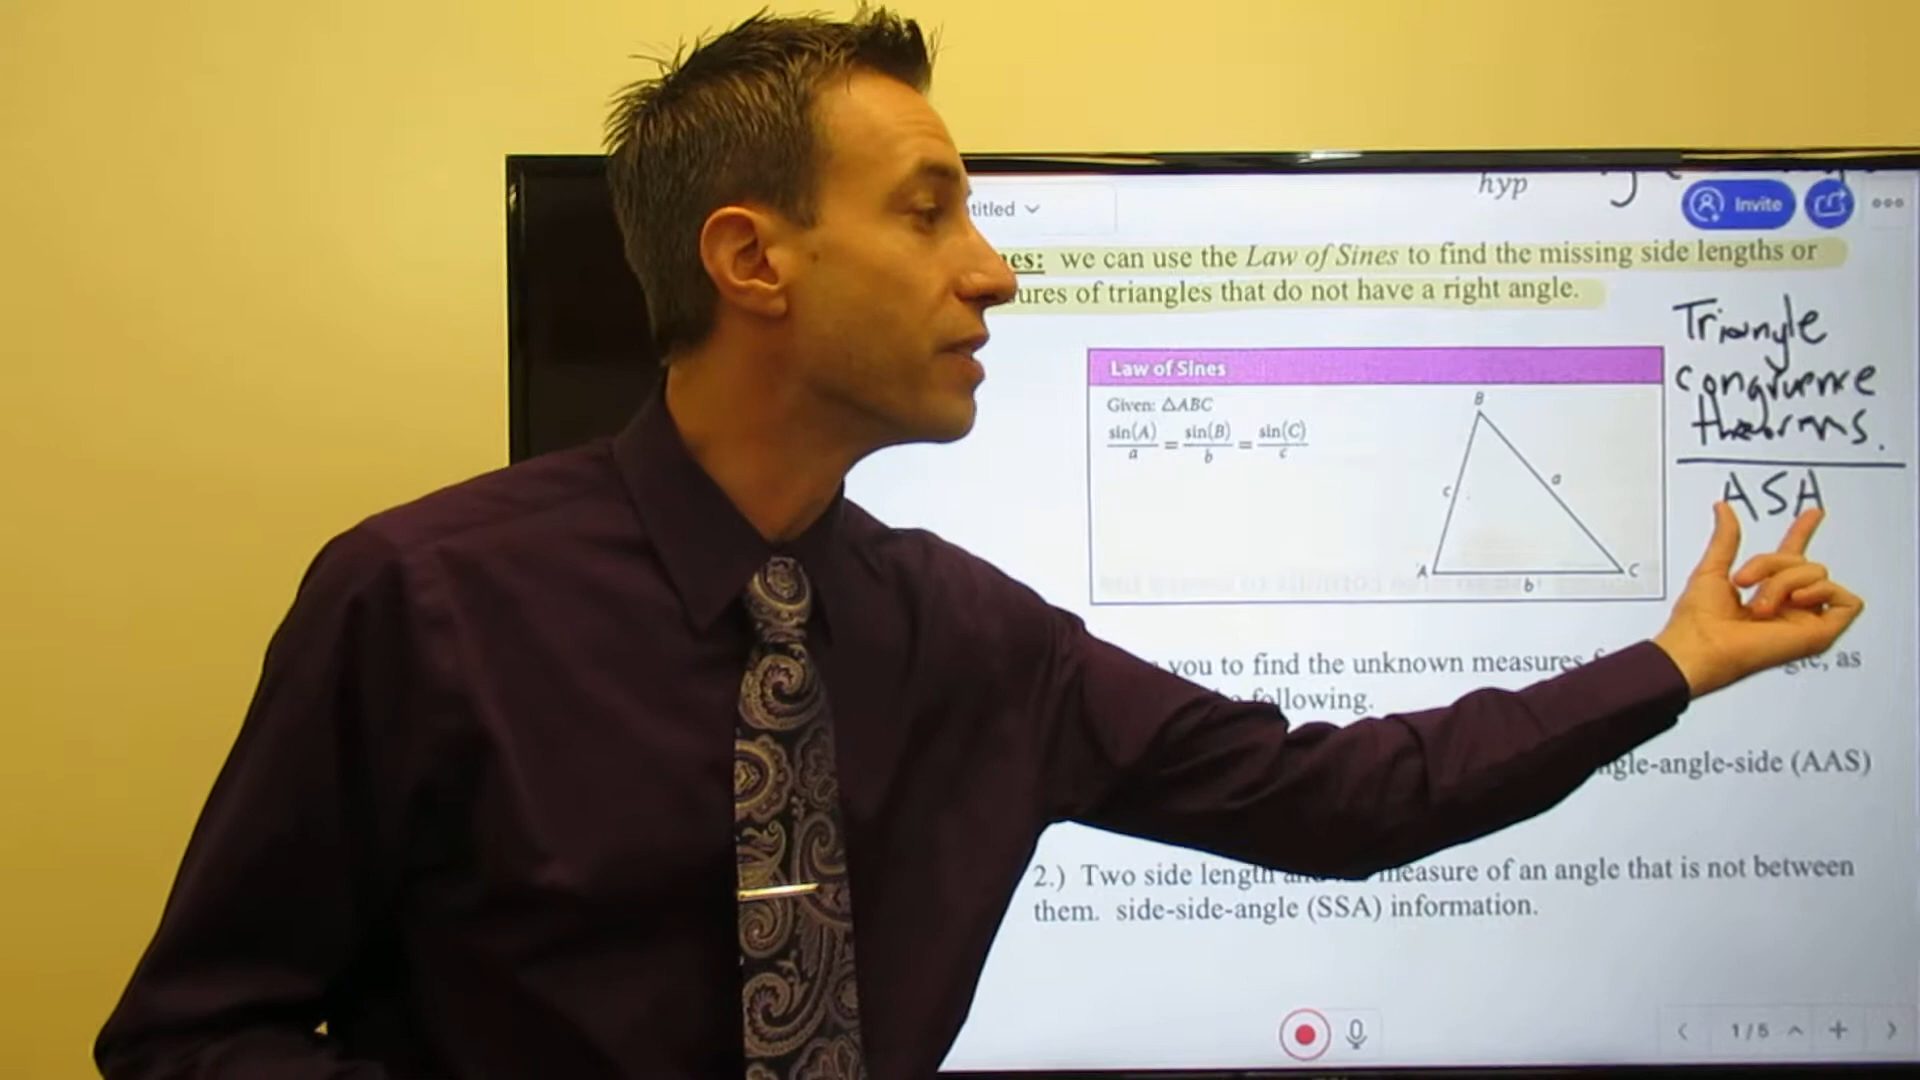 hyp
titled
Invite
es: we can use the Law of Sines to find the missing side lengths or
ures of triangles that do not have a right angle.
Triangle
congruence
theorms.
ASA
Law of Sines
Given: △ABC
sin(A)/a = sin(B)/b = sin(C)/c
B
c
a
A
b
C
you to find the unknown measures
as
following.
gle-angle-side (AAS)
2.) Two side length measure of an angle that is not between
them. side-side-angle (SSA) information.
1/5